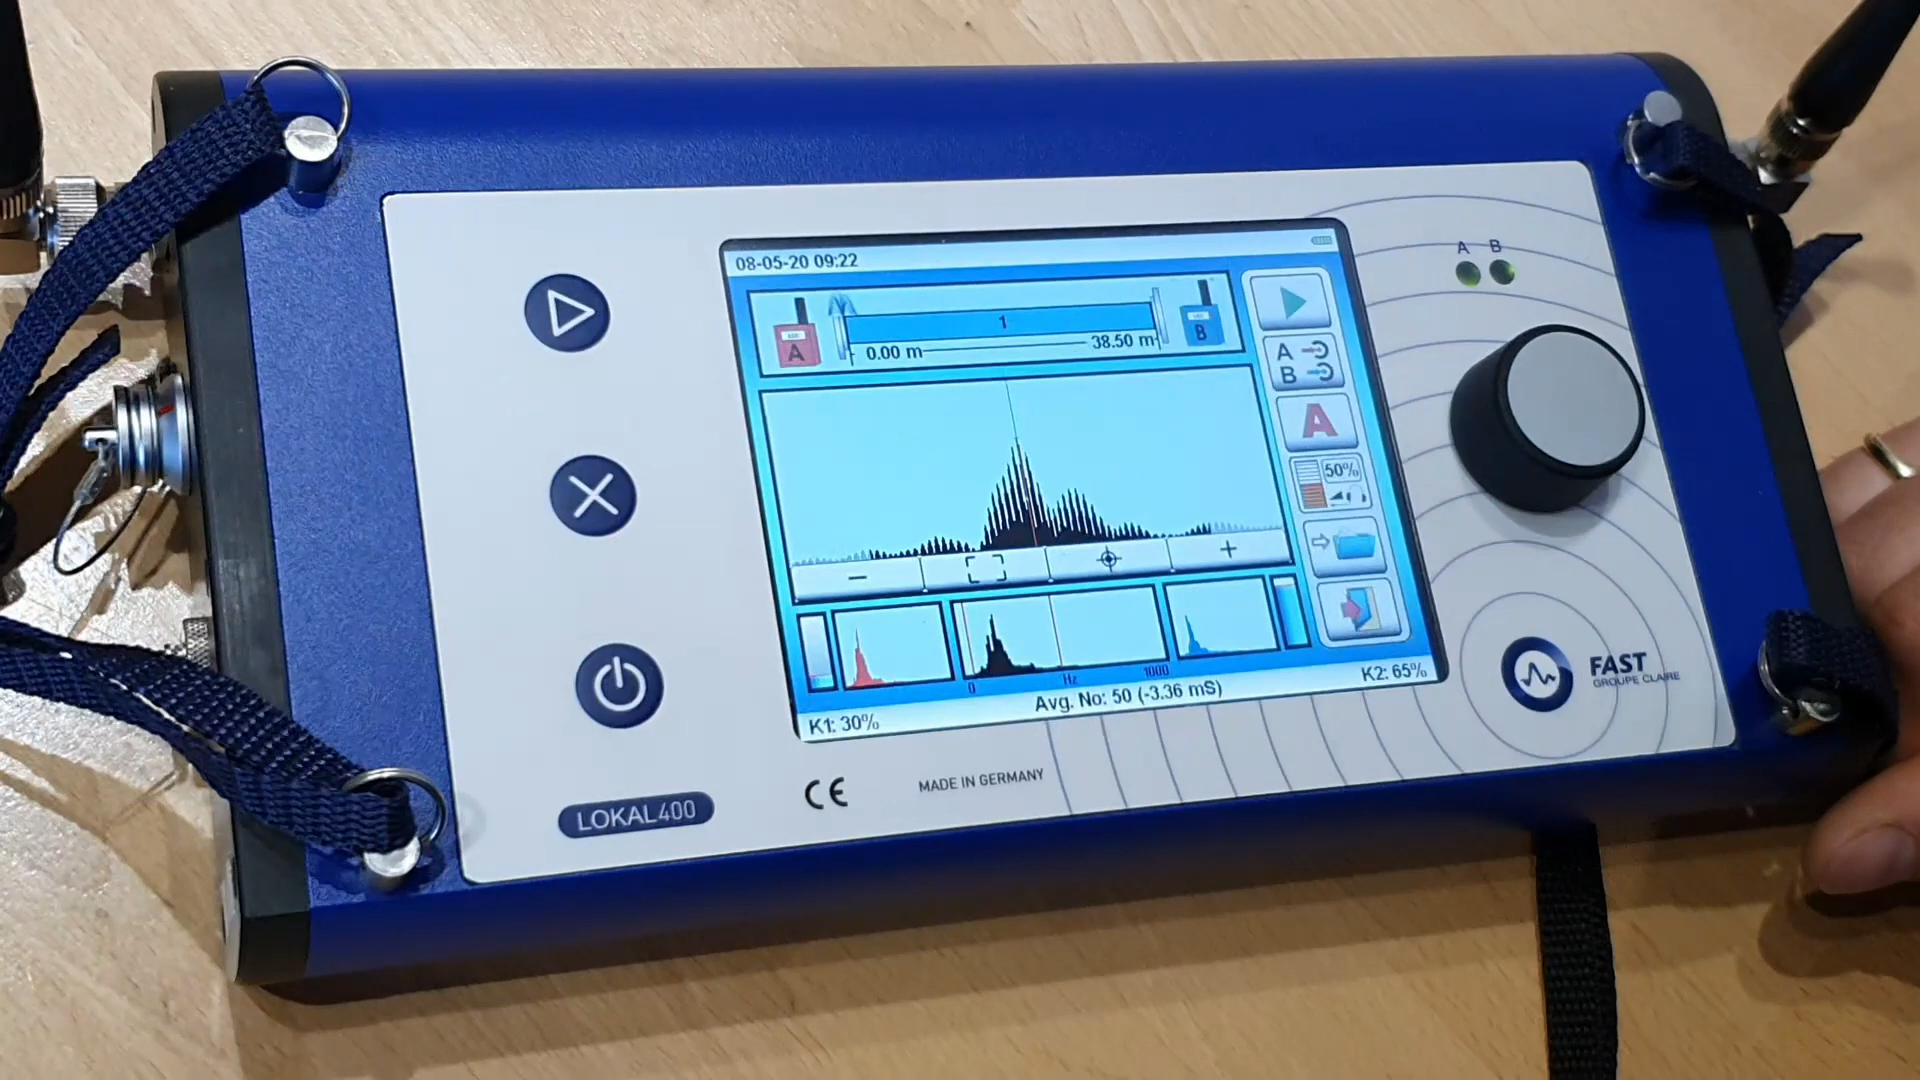 08-05-20 09:22
A
1
B
0.00 m
38.50 m
A
B
A
50%
0
Hz
1000
K1: 30%
Avg. No: 50 (-3.36 mS)
K2: 65%
A B
FAST
GROUPE CLAIRE
LOKAL400
CE
MADE IN GERMANY